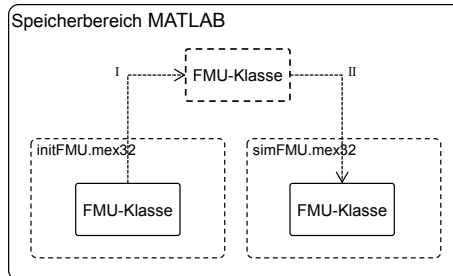 Speicherbereich MATLAB
I
FMU-Klasse
II
initFMU.mex32
simFMU.mex32
FMU-Klasse
FMU-Klasse